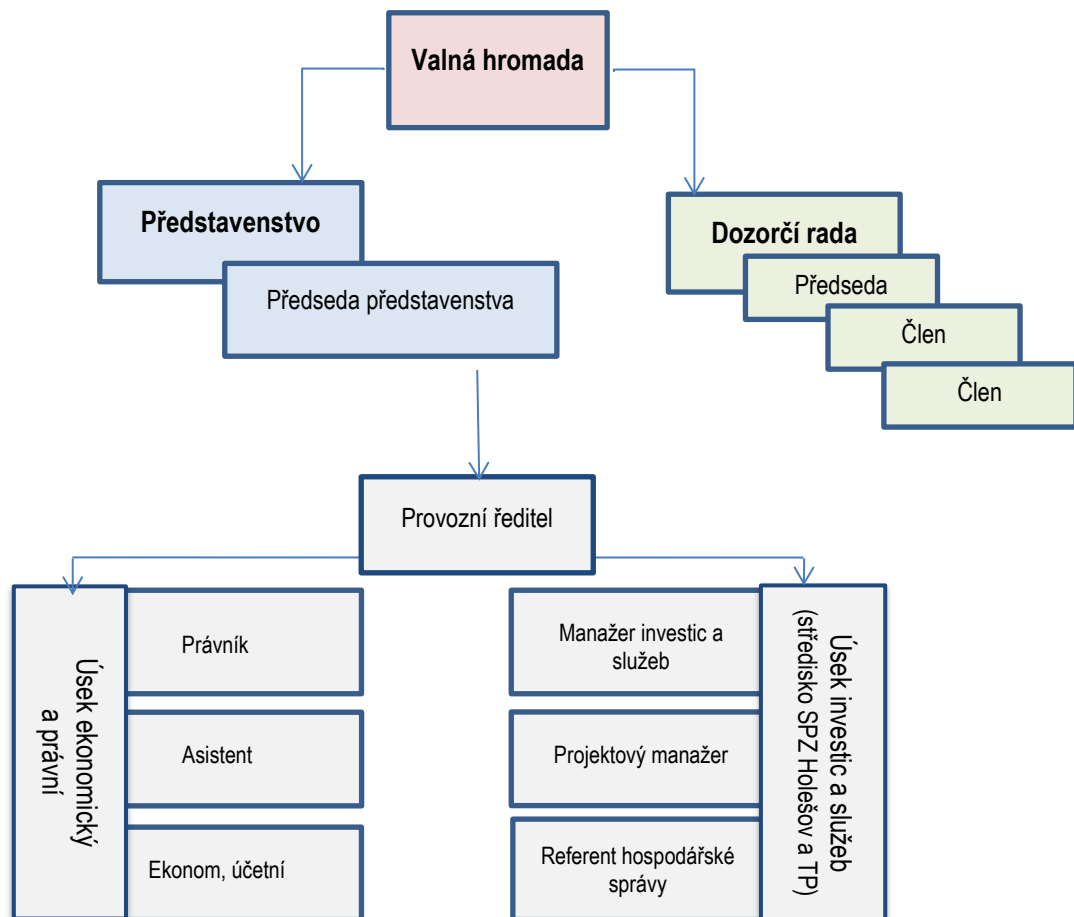 Valná hromada
Představenstvo
Předseda představenstva
Dozorčí rada
Předseda
Člen
Člen
Provozní ředitel
Úsek ekonomický
a právní
Právník
Asistent
Ekonom, účetní
Manažer investic a
služeb
Projektový manažer
Referent hospodářské
správy
Úsek investic a služeb
(středisko SPZ Holešov a TP)